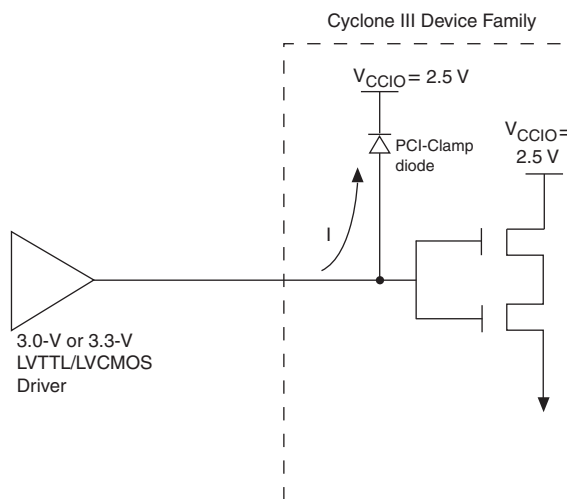 Cyclone III Device Family
VCCIO = 2.5 V
PCI-Clamp
diode
VCCIO =
2.5 V
I
3.0-V or 3.3-V
LVTTL/LVCMOS
Driver